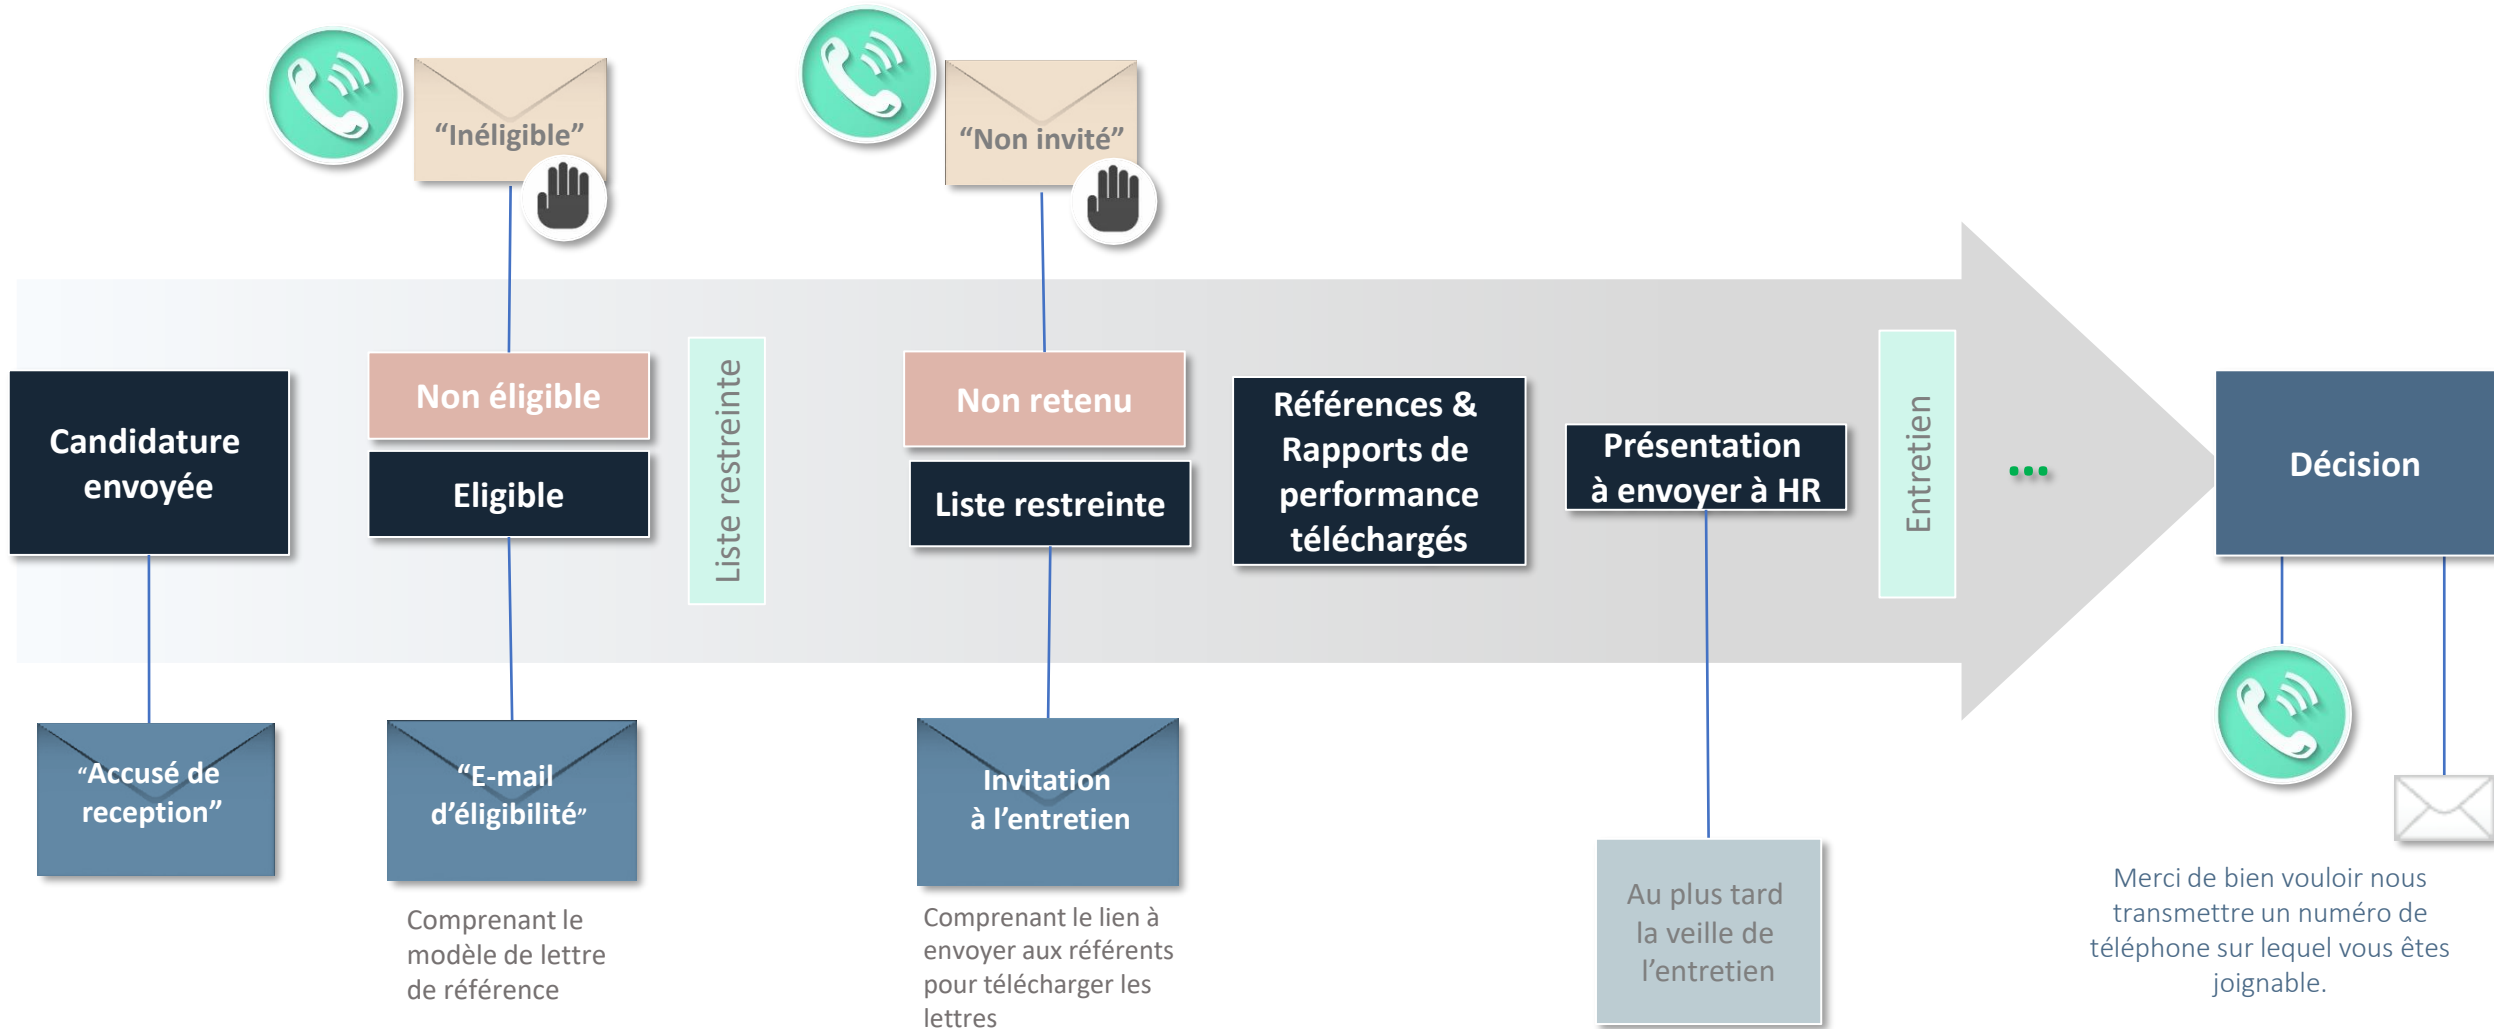 “Inéligible”
“Non invité”
Candidature
envoyée
Non éligible
Eligible
Liste restreinte
Non retenu
Liste restreinte
Références &
Rapports de
performance
téléchargés
Présentation
à envoyer à HR
Entretien
...
Décision
“Accusé de
reception”
“E-mail
d’éligibilité”
Comprenant le
modèle de lettre
de référence
Invitation
à l’entretien
Comprenant le lien à
envoyer aux référents
pour télécharger les
lettres
Au plus tard
la veille de
l’entretien
Merci de bien vouloir nous
transmettre un numéro de
téléphone sur lequel vous êtes
joignable.